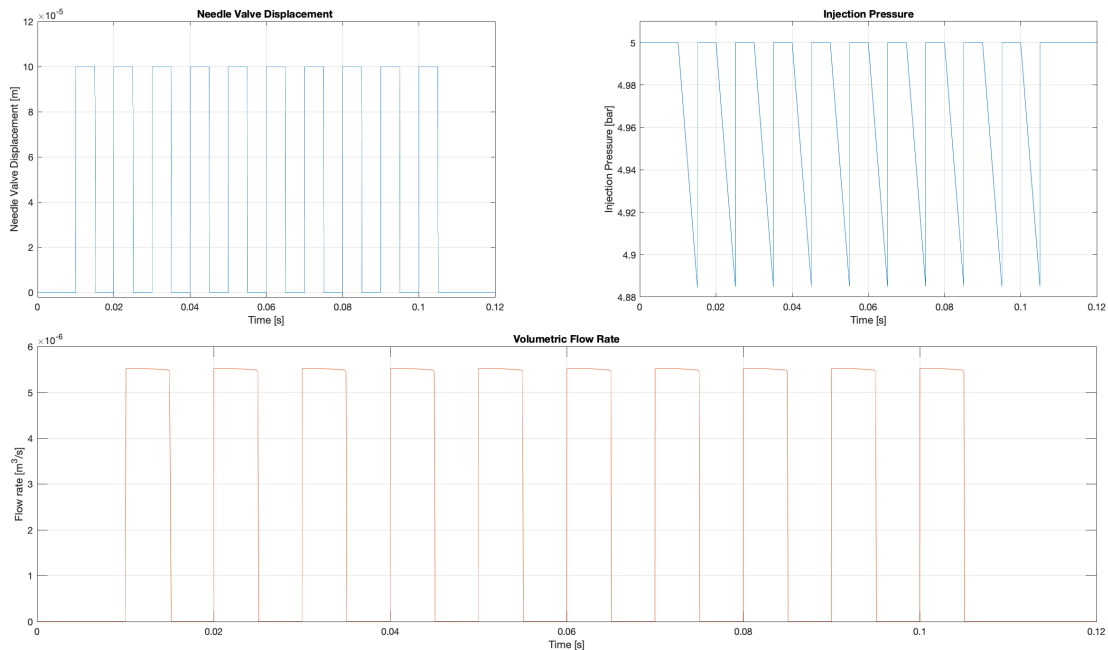 Needle Valve Displacement
×10⁻⁵
12
10
8
6
4
2
0
Needle Valve Displacement [m]
0 0.02 0.04 0.06 0.08 0.1 0.12
Time [s]
Injection Pressure
5
4.98
4.96
4.94
4.92
4.9
4.88
Injection Pressure [bar]
0 0.02 0.04 0.06 0.08 0.1 0.12
Time [s]
Volumetric Flow Rate
×10⁻⁶
6
5
4
3
2
1
0
Flow rate [m³/s]
0 0.02 0.04 0.06 0.08 0.1 0.12
Time [s]